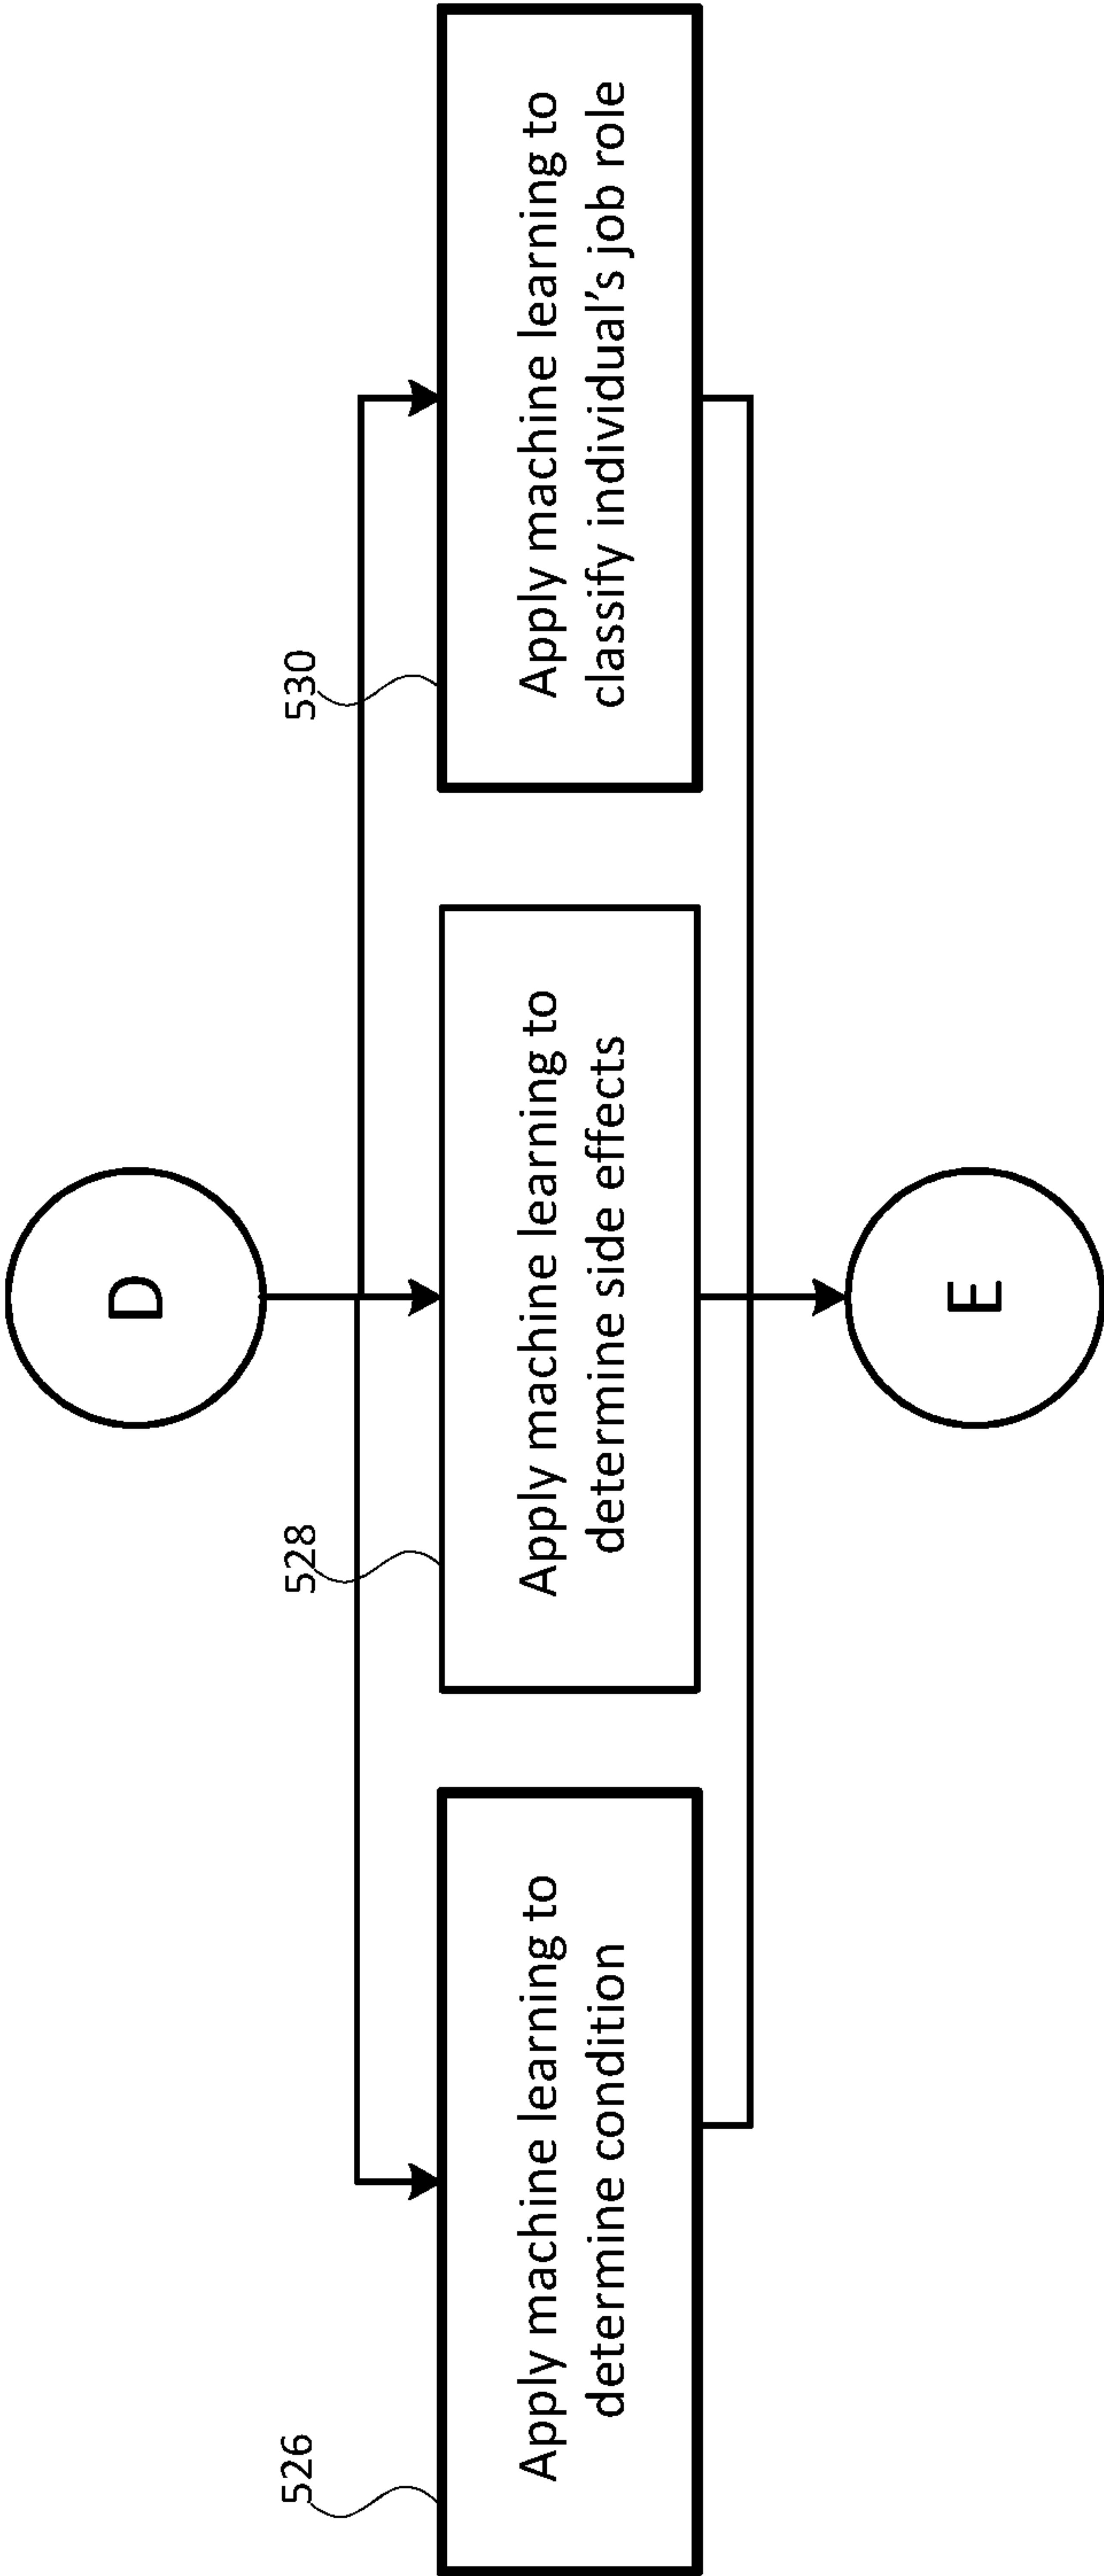 D
526
Apply machine learning to
determine condition
528
Apply machine learning to
determine side effects
530
Apply machine learning to
classify individual’s job role
E